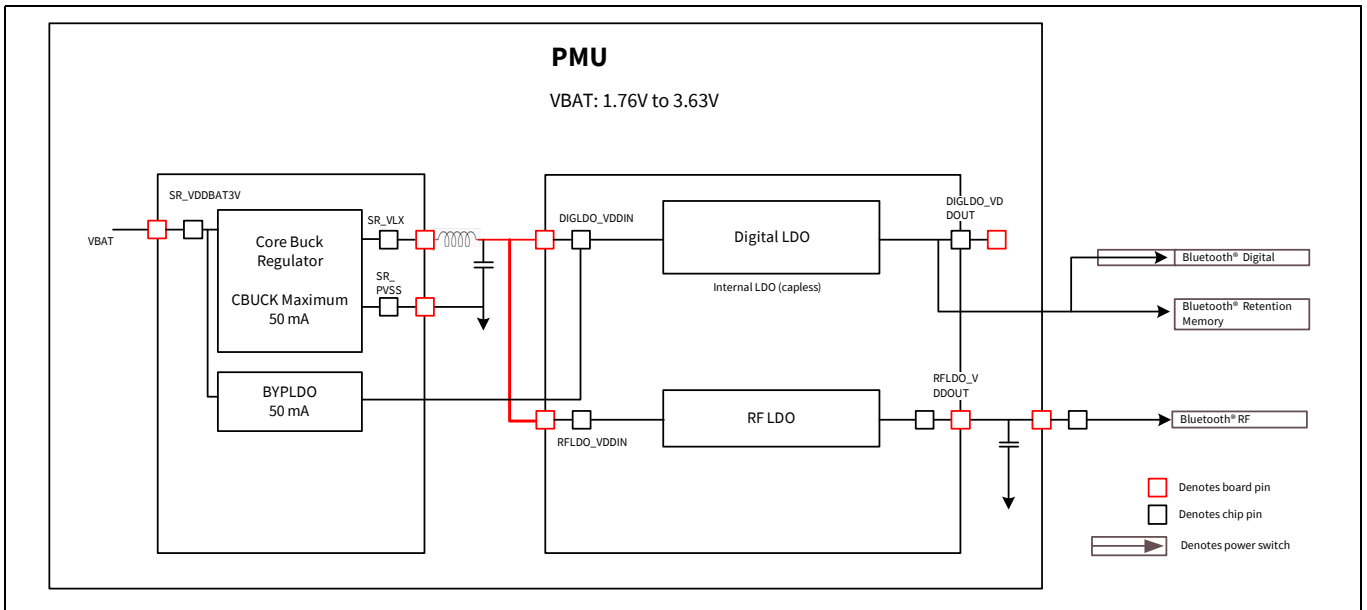 PMU
VBAT: 1.76V to 3.63V
SR_VDDBAT3V
VBAT
Core Buck
Regulator
CBUCK Maximum
50 mA
SR_VLX
SR_
PVSS
BYPLDO
50 mA
DIGLDO_VDDIN
Digital LDO
Internal LDO (capless)
DIGLDO_VD
DOUT
Bluetooth® Digital
Bluetooth® Retention
Memory
RFLDO_VDDIN
RF LDO
RFLDO_V
DDOUT
Bluetooth® RF
Denotes board pin
Denotes chip pin
Denotes power switch